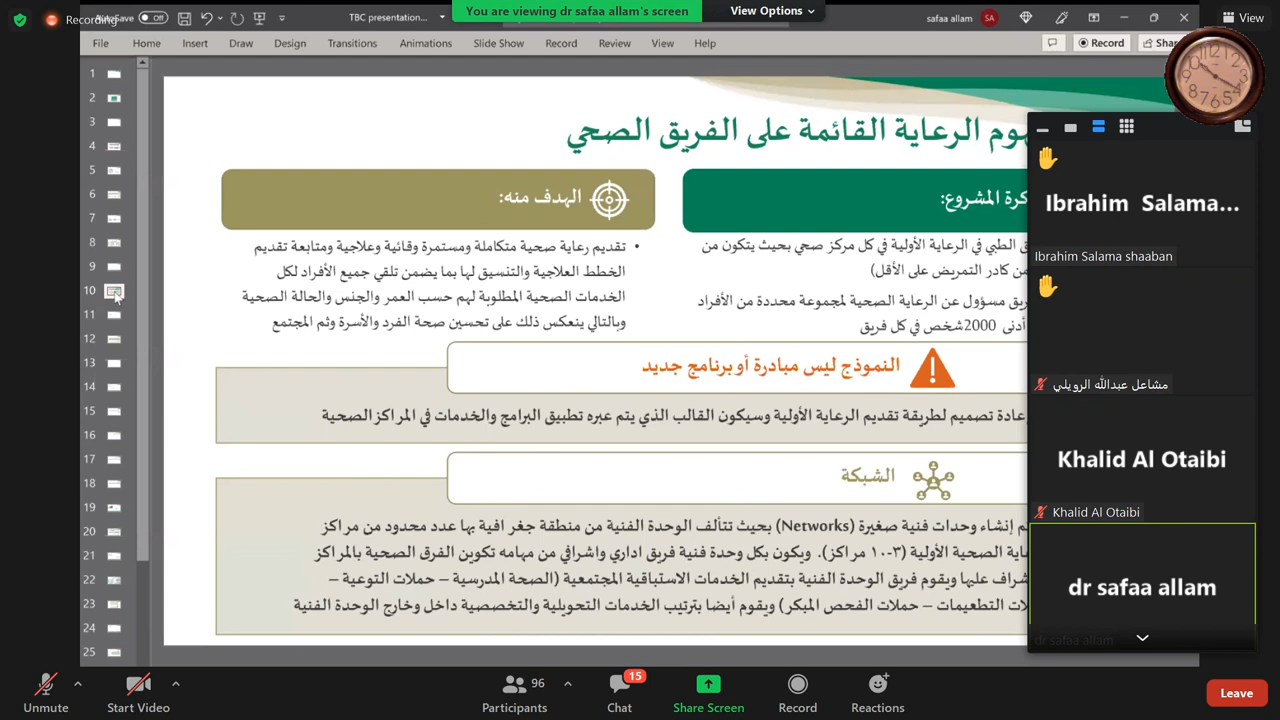 Recording
AutoSave Off
TBC presentation...
You are viewing dr safaa allam's screen
View Options
safaa allam
SA
View
File Home Insert Draw Design Transitions Animations Slide Show Record Review View Help
Record
Shar
1
2
3
4
5
6
7
8
9
10
11
12
13
14
15
16
17
18
19
20
21
22
23
24
25
الرعاية القائمة على الفريق الصحي
المشروع:
الطبي في الرعاية الأولية في كل مركز صحي بحيث يتكون من
من كادر التمريض على الأقل)
مسؤول عن الرعاية الصحية لمجموعة محددة من الأفراد
أدنى 2000شخص في كل فريق
الهدف منه:
• تقديم رعاية صحية متكاملة ومستمرة وقائية وعلاجية ومتابعة تقديم
الخطط العلاجية والتنسيق لها بما يضمن تلقي جميع الأفراد لكل
الخدمات الصحية المطلوبة لهم حسب العمر والجنس والحالة الصحية
وبالتالي ينعكس ذلك على تحسين صحة الفرد والأسرة وثم المجتمع
النموذج ليس مبادرة أو برنامج جديد
تصميم لطريقة تقديم الرعاية الأولية وسيكون القالب الذي يتم عبره تطبيق البرامج والخدمات في المراكز الصحية
الشبكة
إنشاء وحدات فنية صغيرة (Networks) بحيث تتألف الوحدة الفنية من منطقة جغرافية بها عدد محدود من مراكز
الصحية الأولية (٣-١٠ مراكز). ويكون بكل وحدة فنية فريق اداري واشرافي من مهامه تكوين الفرق الصحية بالمراكز
عليها ويقوم فريق الوحدة الفنية بتقديم الخدمات الاستباقية المجتمعية (الصحة المدرسية – حملات التوعية –
التطعيمات – حملات الفحص المبكر) ويقوم أيضا بترتيب الخدمات التحويلية والتخصصية داخل وخارج الوحدة الفنية
Ibrahim Salama...
Ibrahim Salama shaaban
مشاعل عبدالله الرويلي
Khalid Al Otaibi
Khalid Al Otaibi
dr safaa allam
dr safaa allam
Unmute
Start Video
96
Participants
15
Chat
Share Screen
Record
Reactions
Leave